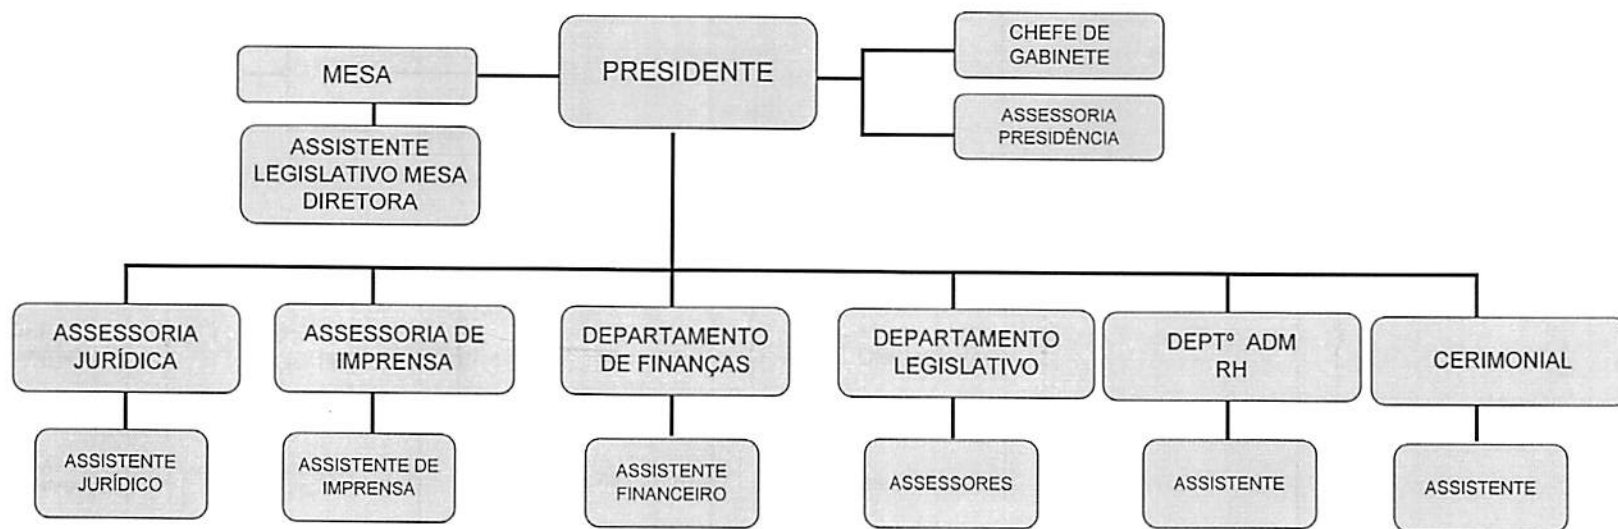 MESA
PRESIDENTE
CHEFE DE
GABINETE
ASSESSORIA
PRESIDÊNCIA
ASSISTENTE
LEGISLATIVO MESA
DIRETORA
ASSESSORIA
JURÍDICA
ASSESSORIA DE
IMPRENSA
DEPARTAMENTO
DE FINANÇAS
DEPARTAMENTO
LEGISLATIVO
DEPTº ADM
RH
CERIMONIAL
ASSISTENTE
JURÍDICO
ASSISTENTE DE
IMPRENSA
ASSISTENTE
FINANCEIRO
ASSESSORES
ASSISTENTE
ASSISTENTE